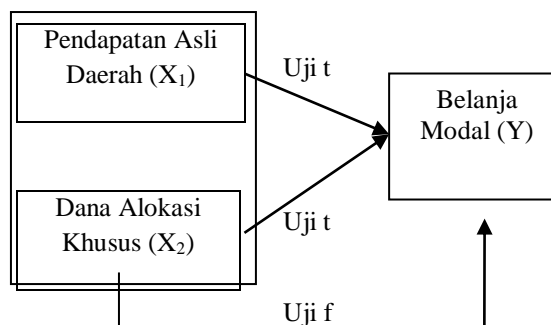 Pendapatan Asli
Daerah (X₁)
Uji t
Belanja
Modal (Y)
Dana Alokasi
Khusus (X₂)
Uji t
Uji f